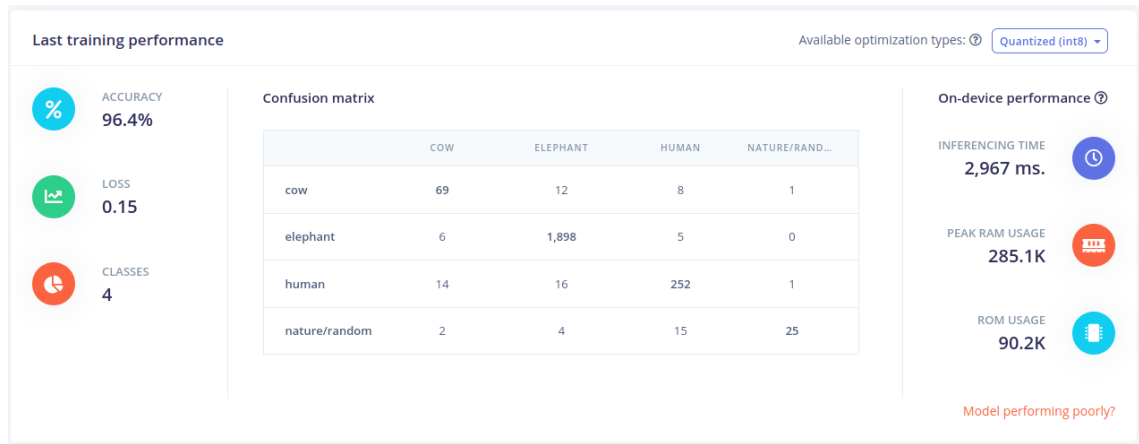 Last training performance
Available optimization types:
Quantized (int8)
ACCURACY
96.4%
LOSS
0.15
CLASSES
4
Confusion matrix
COW ELEPHANT HUMAN NATURE/RAND...
cow 69 12 8 1
elephant 6 1,898 5 0
human 14 16 252 1
nature/random 2 4 15 25
On-device performance
INFERENCING TIME
2,967 ms.
PEAK RAM USAGE
285.1K
ROM USAGE
90.2K
Model performing poorly?